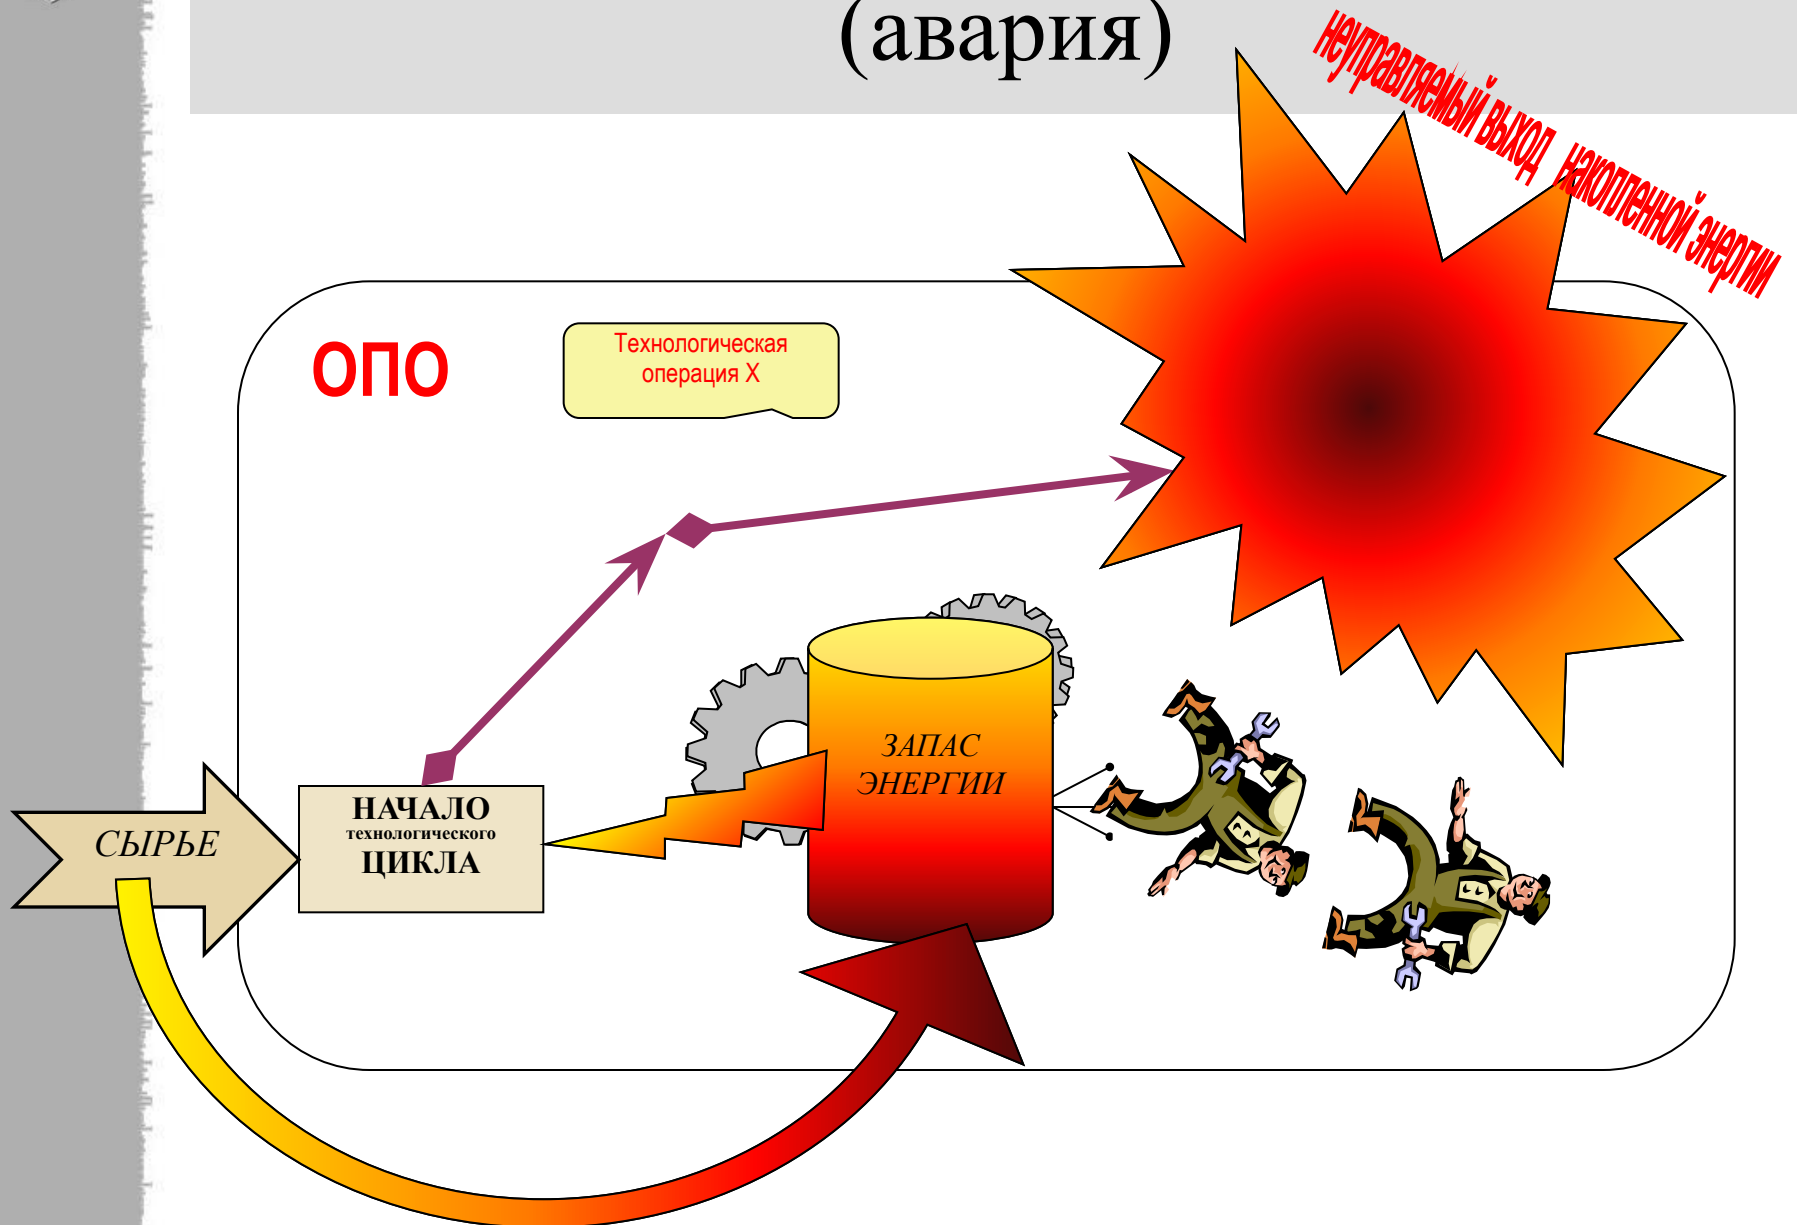 (авария)
неуправляемый выход накопленной энергии
ОПО
Технологическая
операция Х
ЗАПАС
ЭНЕРГИИ
НАЧАЛО
технологического
ЦИКЛА
СЫРЬЕ